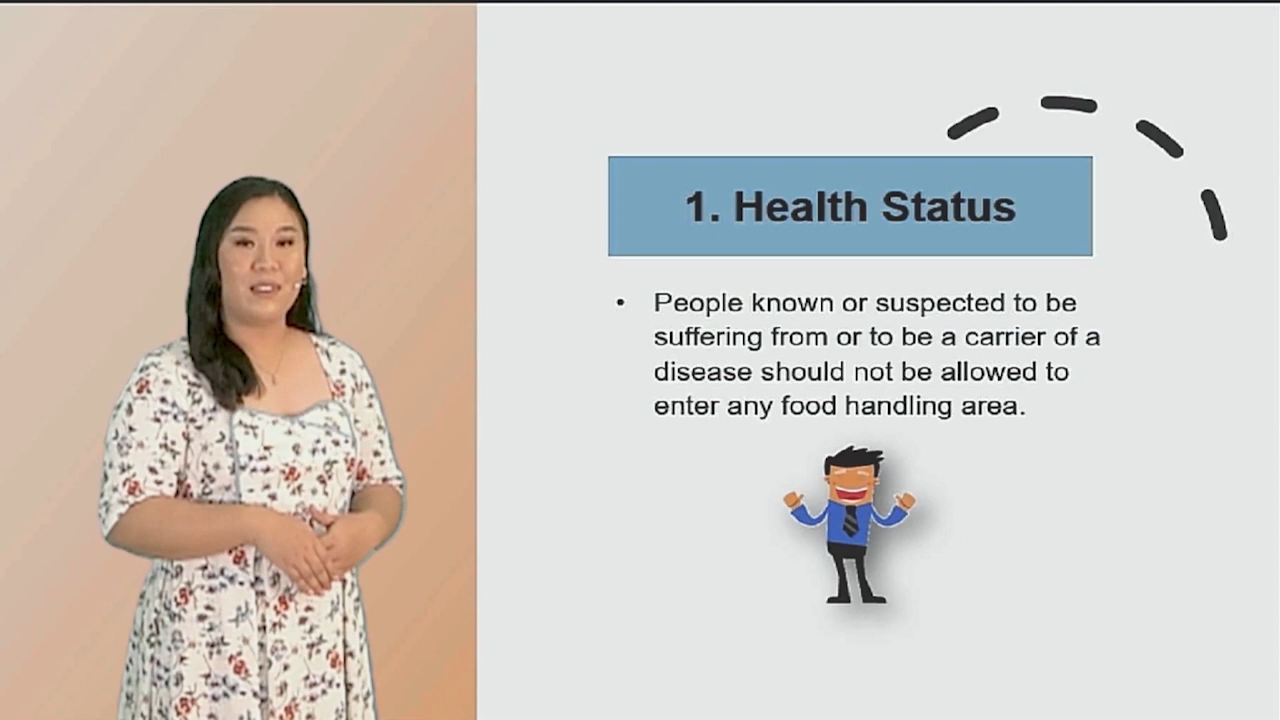 1. Health Status
• People known or suspected to be
suffering from or to be a carrier of a
disease should not be allowed to
enter any food handling area.